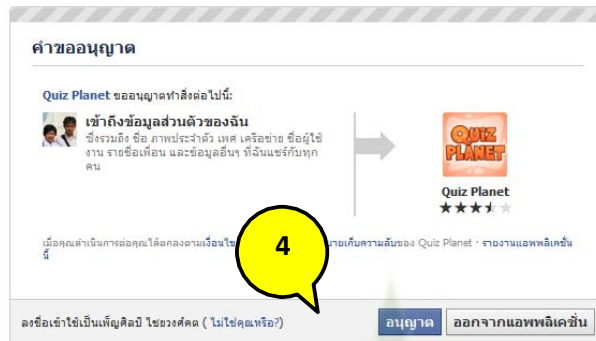 คำขออนุญาต
Quiz Planet ขออนุญาตทำสิ่งต่อไปนี้:
เข้าถึงข้อมูลส่วนตัวของฉัน
ซึ่งรวมถึง ชื่อ ภาพประจำตัว เพศ เครือข่าย ชื่อผู้ใช้
งาน รายชื่อเพื่อน และข้อมูลอื่นๆ ที่ฉันแชร์กับทุก
คน
QUIZ
PLANET
Quiz Planet
เมื่อคุณดำเนินการต่อคุณได้ตกลงตามเงื่อนไข ายเก็บความลับของ Quiz Planet · รายงานแอพพลิเคชั่น
นี้
4
ลงชื่อเข้าใช้เป็นเพ็ญศิลป์ ไชยวงศ์คต ( ไม่ใช่คุณหรือ?) อนุญาต ออกจากแอพพลิเคชั่น